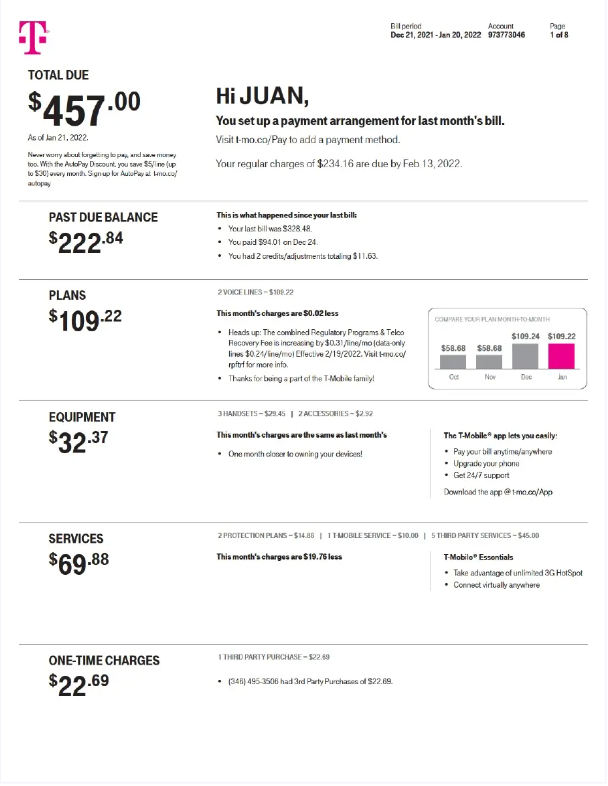 T
Bill period
Dec 21, 2021 - Jan 20, 2022
Account
973773046
Page
1 of 8
TOTAL DUE
$457.00
As of Jan 21, 2022.
Never worry about forgetting to pay, and save money
too. With the AutoPay Discount, you save $5/line (up
to $30) every month. Sign up for AutoPay at t-mo.co/
autopay
Hi JUAN,
You set up a payment arrangement for last month's bill.
Visit t-mo.co/Pay to add a payment method.
Your regular charges of $234.16 are due by Feb 13, 2022.
PAST DUE BALANCE
$222.84
This is what happened since your last bill:
• Your last bill was $328.48.
• You paid $94.01 on Dec 24.
• You had 2 credits/adjustments totaling $11.63.
PLANS
$109.22
2 VOICE LINES – $109.22
This month's charges are $0.02 less
• Heads up: The combined Regulatory Programs & Telco
Recovery Fee is increasing by $0.31/line/mo (data-only
lines $0.24/line/mo) Effective 2/19/2022. Visit t-mo.co/
rpftrf for more info.
• Thanks for being a part of the T-Mobile family!
COMPARE YOUR PLAN MONTH-TO-MONTH
$58.68 $58.68 $109.24 $109.22
Oct Nov Dec Jan
EQUIPMENT
$32.37
3 HANDSETS – $29.45 | 2 ACCESSORIES – $2.92
This month's charges are the same as last month's
• One month closer to owning your devices!
The T-Mobile® app lets you easily:
• Pay your bill anytime/anywhere
• Upgrade your phone
• Get 24/7 support
Download the app @ t-mo.co/App
SERVICES
$69.88
2 PROTECTION PLANS – $14.88 | 1 T-MOBILE SERVICE – $10.00 | 5 THIRD PARTY SERVICES – $45.00
This month's charges are $19.76 less
T-Mobile® Essentials
• Take advantage of unlimited 3G HotSpot
• Connect virtually anywhere
ONE-TIME CHARGES
$22.69
1 THIRD PARTY PURCHASE – $22.69
• (346) 495-3506 had 3rd Party Purchases of $22.69.